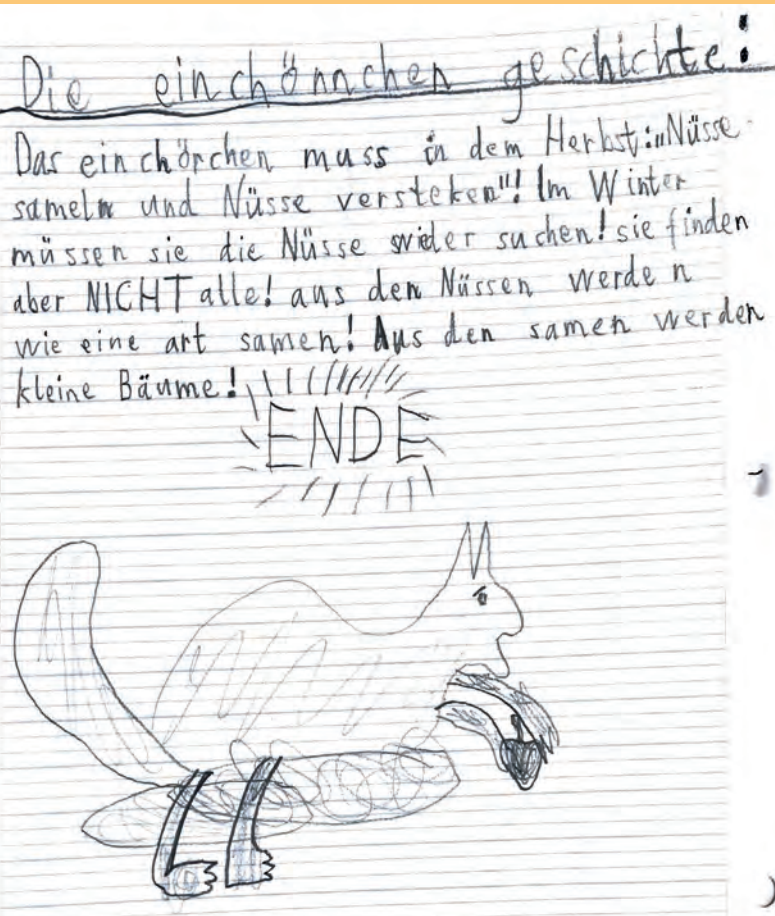 Die einchönnchen geschichte:
Das einchörchen muss in dem Herbst:„Nüsse
sameln und Nüsse versteken"! Im Winter
müssen sie die Nüsse wider suchen! sie finden
aber NICHT alle! aus den Nüssen werden
wie eine art samen! Aus den samen werden
kleine Bäume!
ENDE